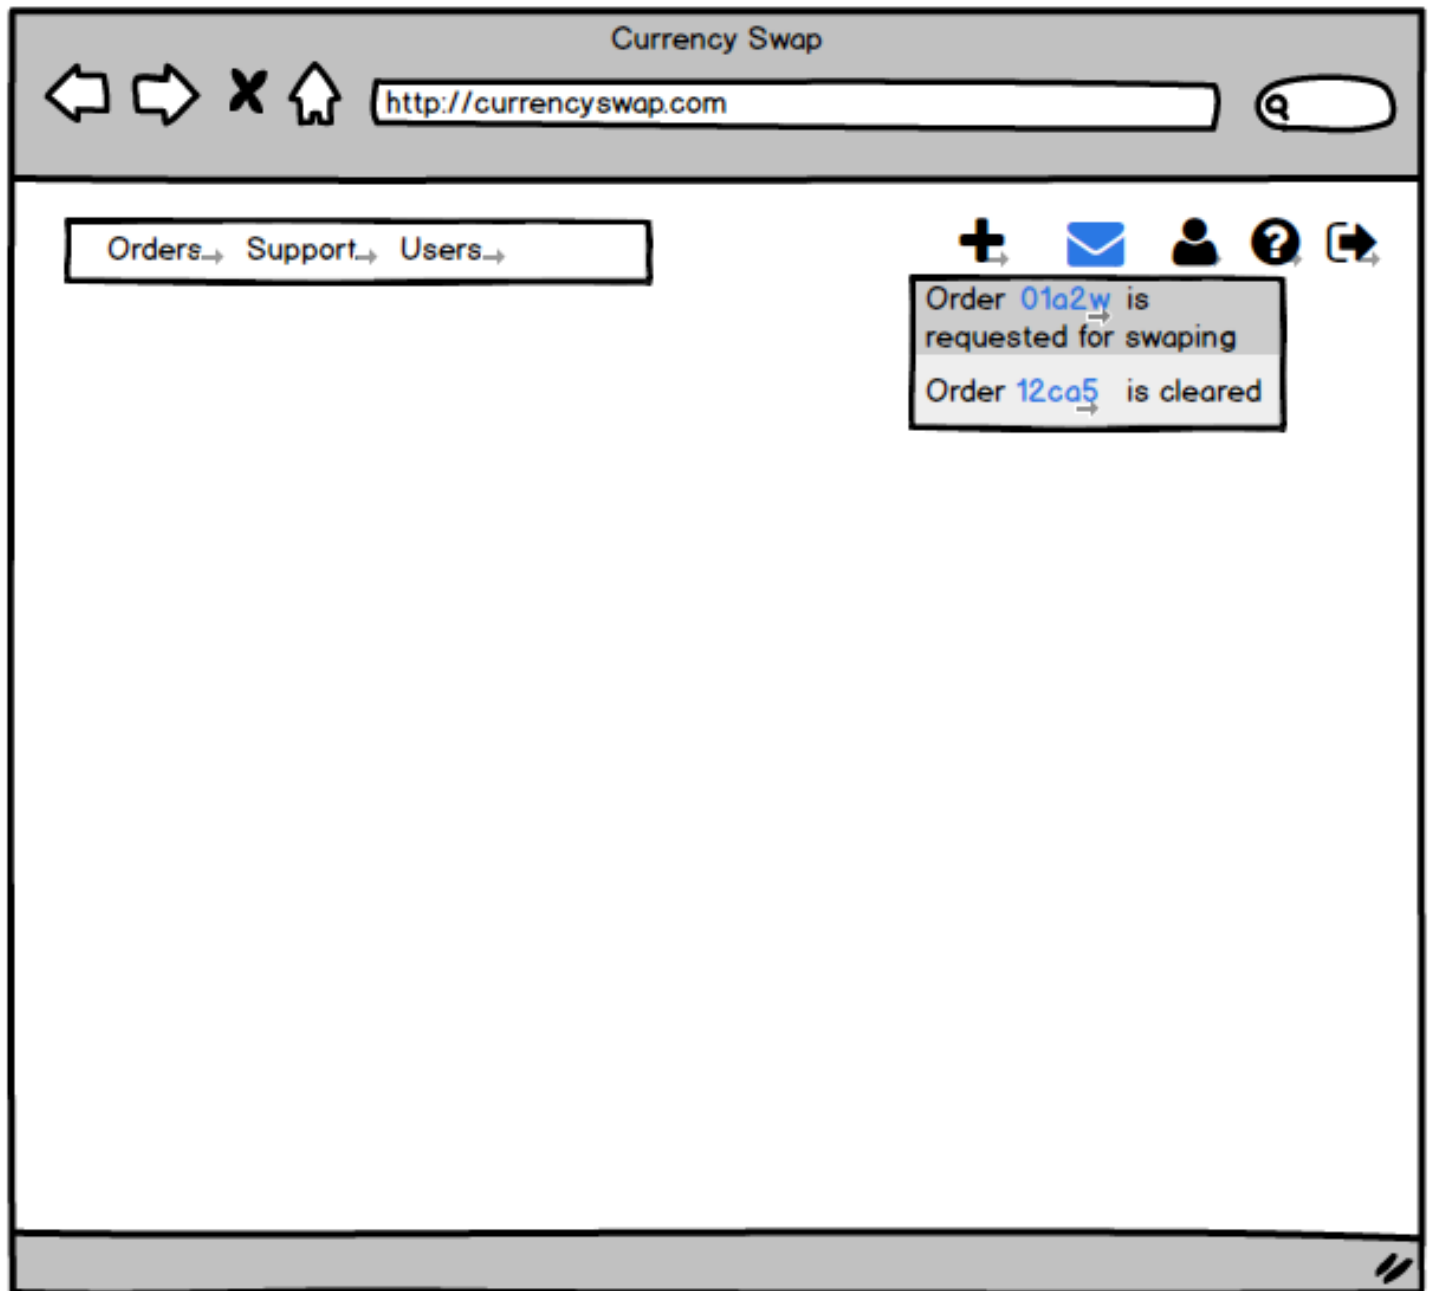 Currency Swap
http://currencyswap.com
Orders Support Users
Order 01a2w is
requested for swaping
Order 12ca5 is cleared